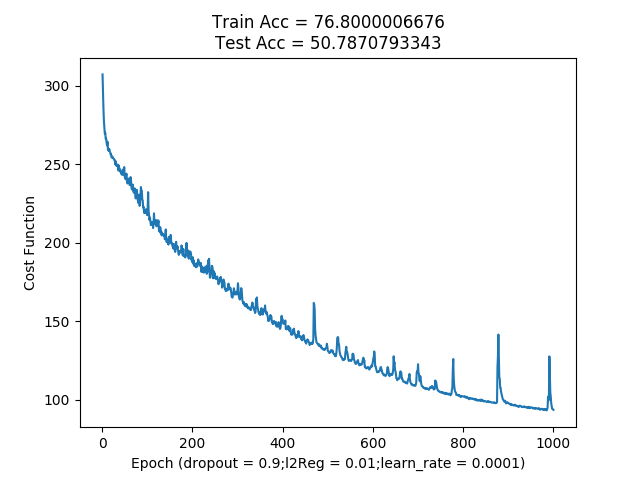 Train Acc = 76.8000006676
Test Acc = 50.7870793343
300
250
200
150
100
Cost Function
0 200 400 600 800 1000
Epoch (dropout = 0.9;l2Reg = 0.01;learn_rate = 0.0001)